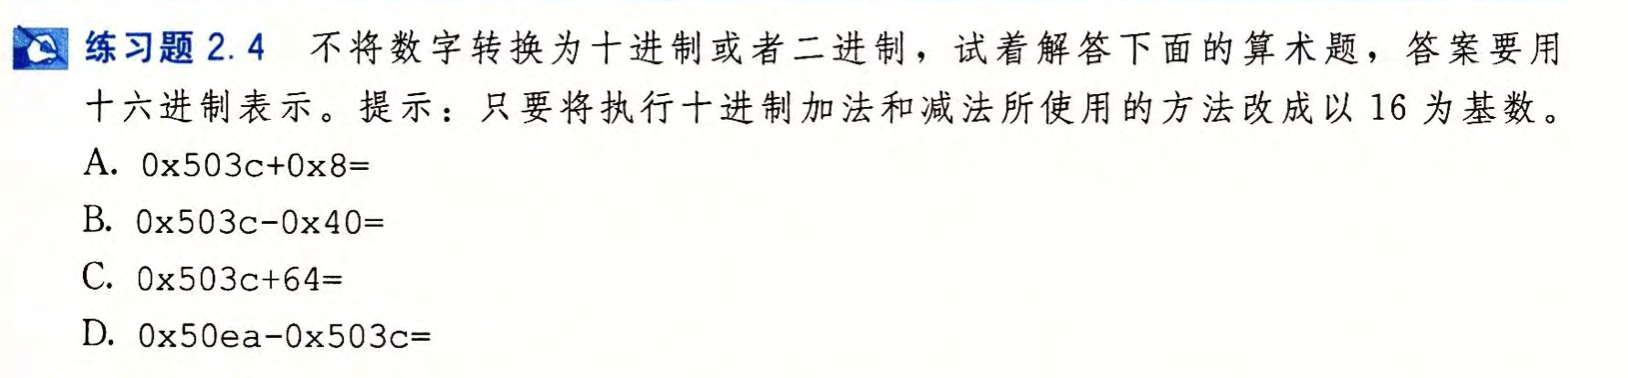 练习题 2.4 不将数字转换为十进制或者二进制，试着解答下面的算术题，答案要用
十六进制表示。提示：只要将执行十进制加法和减法所使用的方法改成以 16 为基数。
A. 0x503c+0x8=
B. 0x503c-0x40=
C. 0x503c+64=
D. 0x50ea-0x503c=